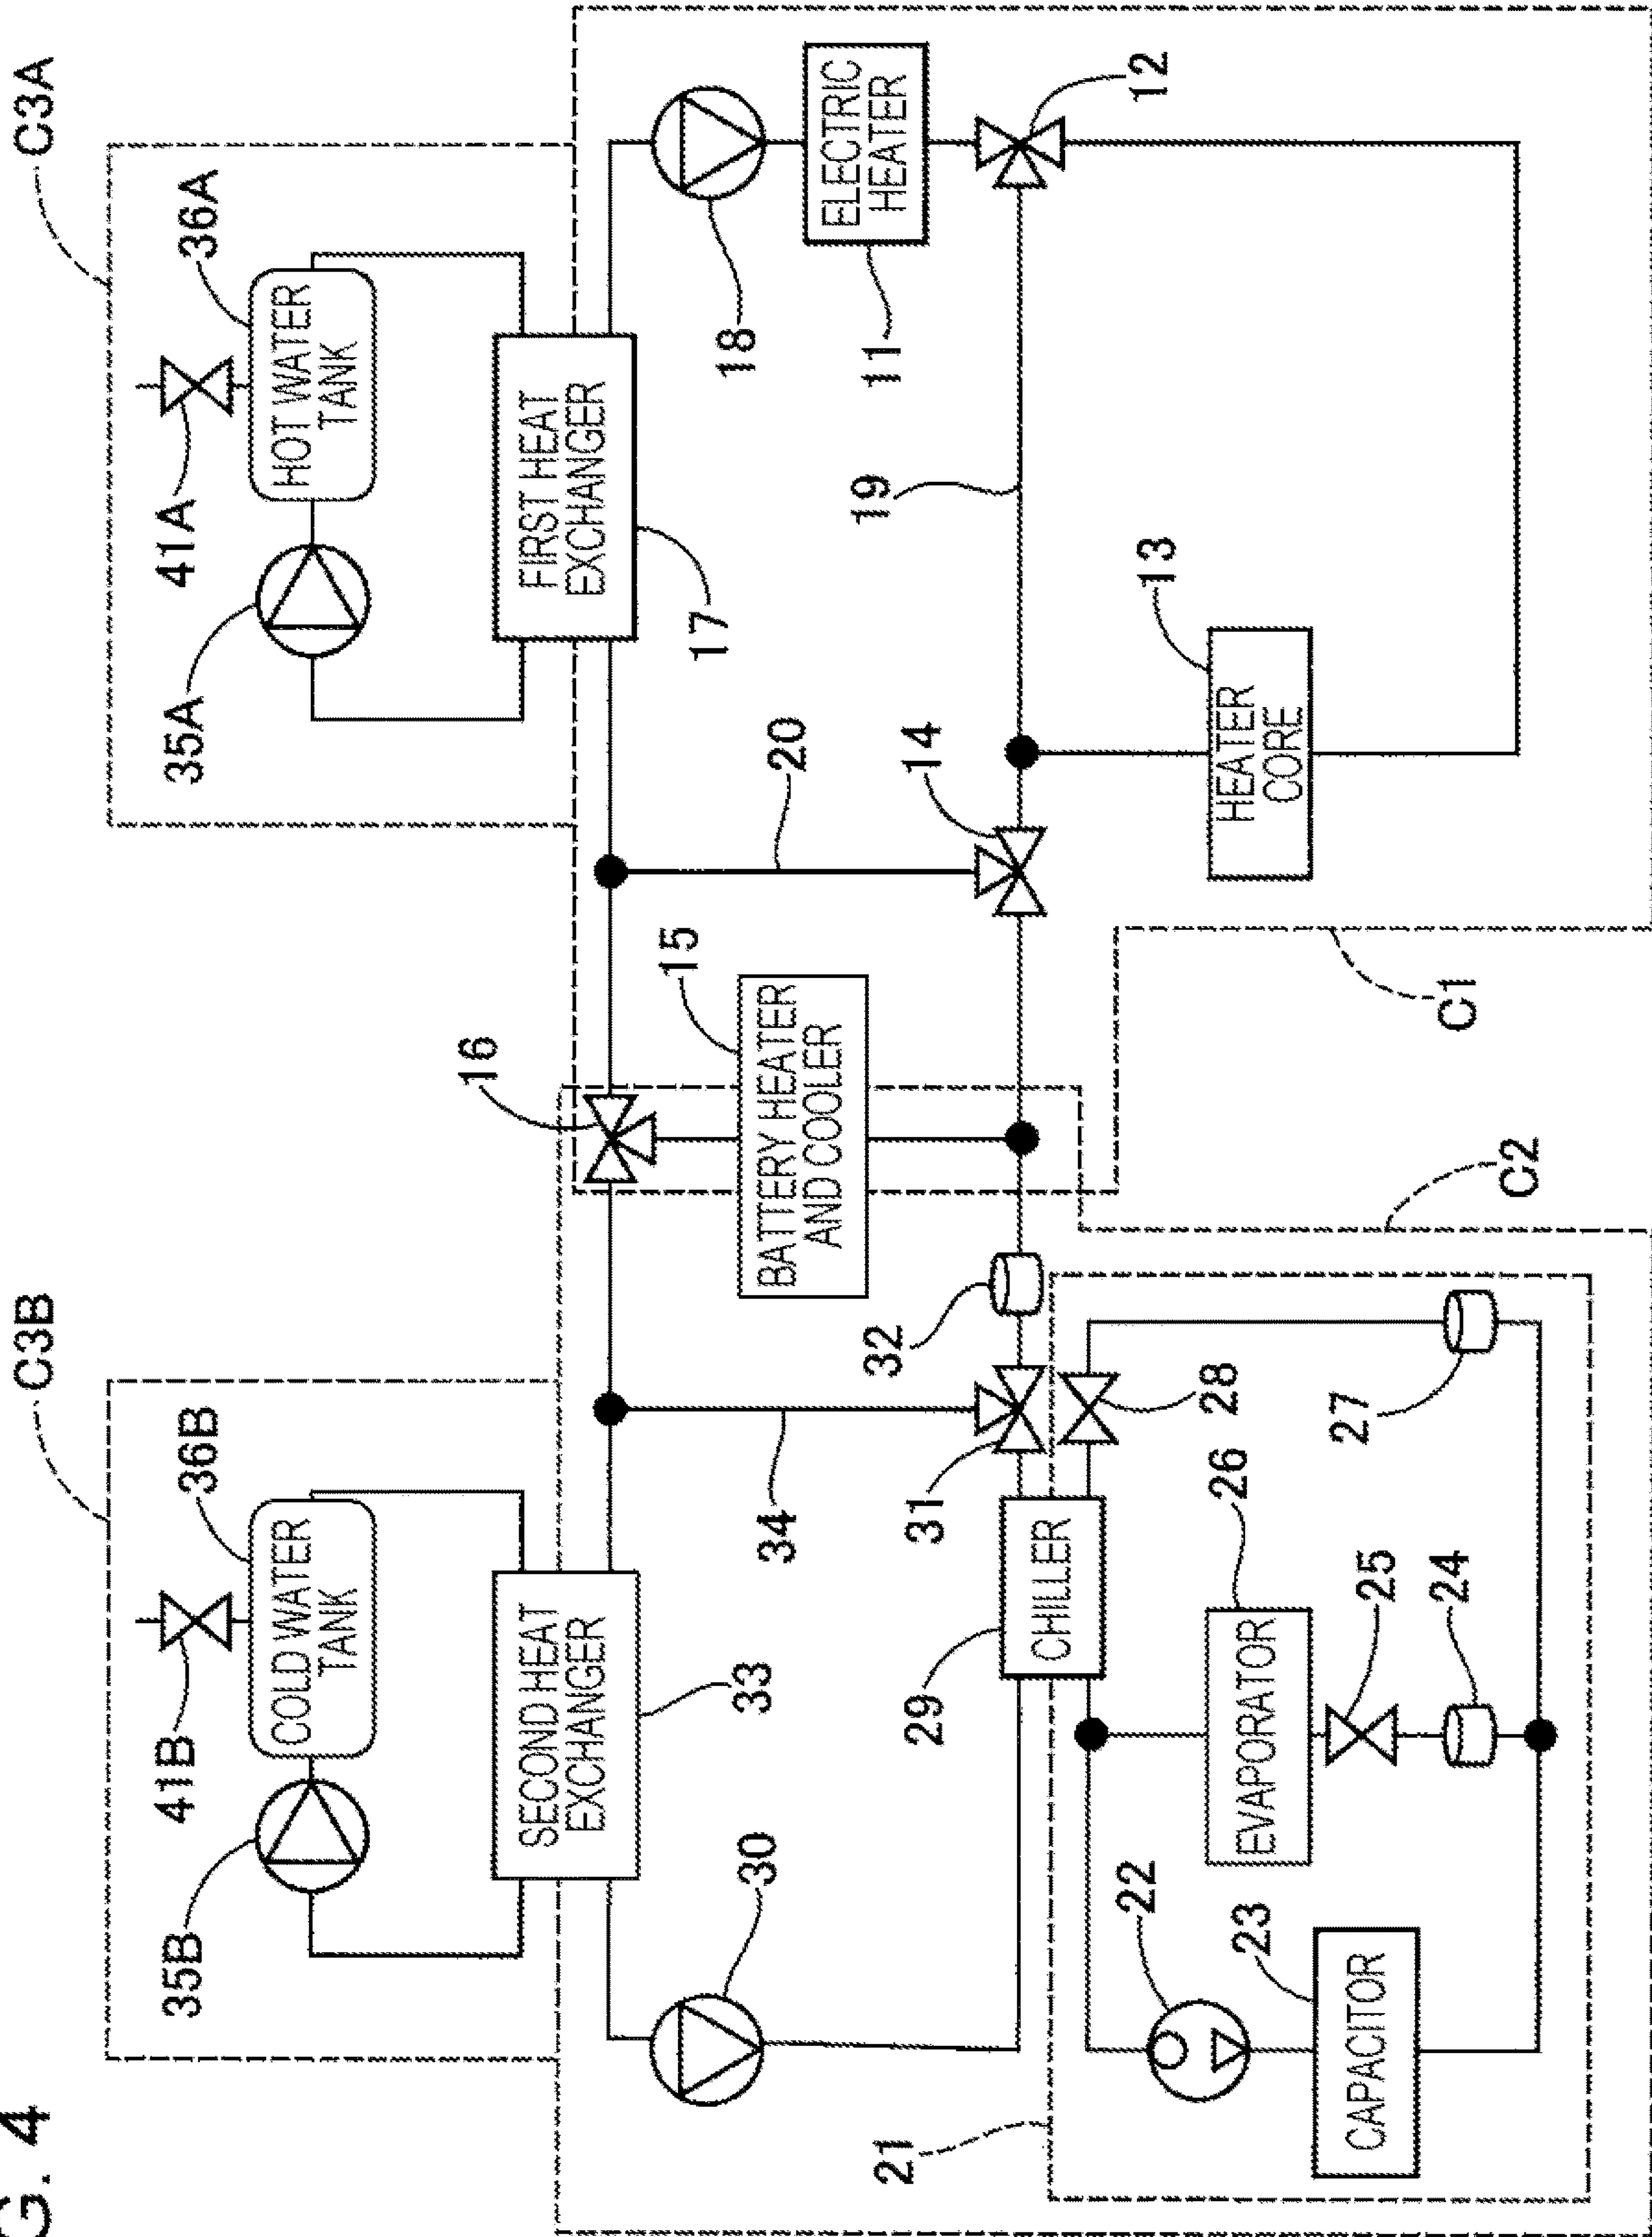 G. 4
C3B
C3A
41B
36B
35B
COLD WATER
TANK
41A
36A
35A
HOT WATER
TANK
SECOND HEAT
EXCHANGER
33
FIRST HEAT
EXCHANGER
17
16
30
34
15
BATTERY HEATER
AND COOLER
20
18
ELECTRIC
HEATER
11
12
32
31
14
19
29
CHILLER
28
21
22
23
CAPACITOR
26
EVAPORATOR
25
24
27
13
HEATER
CORE
C1
C2